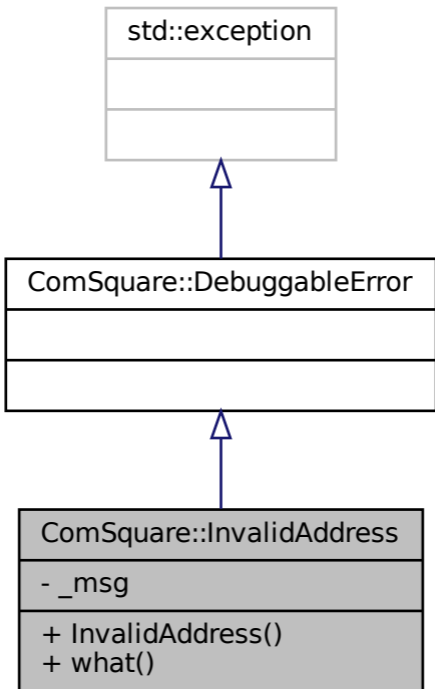 std::exception
ComSquare::DebuggableError
ComSquare::InvalidAddress
- _msg
+ InvalidAddress()
+ what()